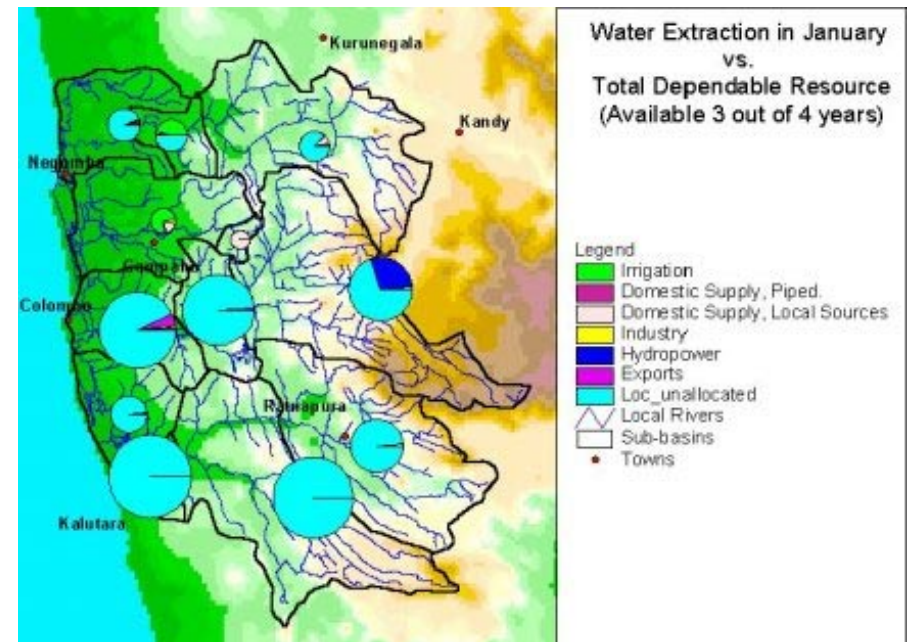 Water Extraction in January
vs.
Total Dependable Resource
(Available 3 out of 4 years)
Kurunegala
Kandy
Negombo
Gampaha
Colombo
Ratnapura
Kalutara
Legend
Irrigation
Domestic Supply, Piped.
Domestic Supply, Local Sources
Industry
Hydropower
Exports
Loc_unallocated
Local Rivers
Sub-basins
Towns